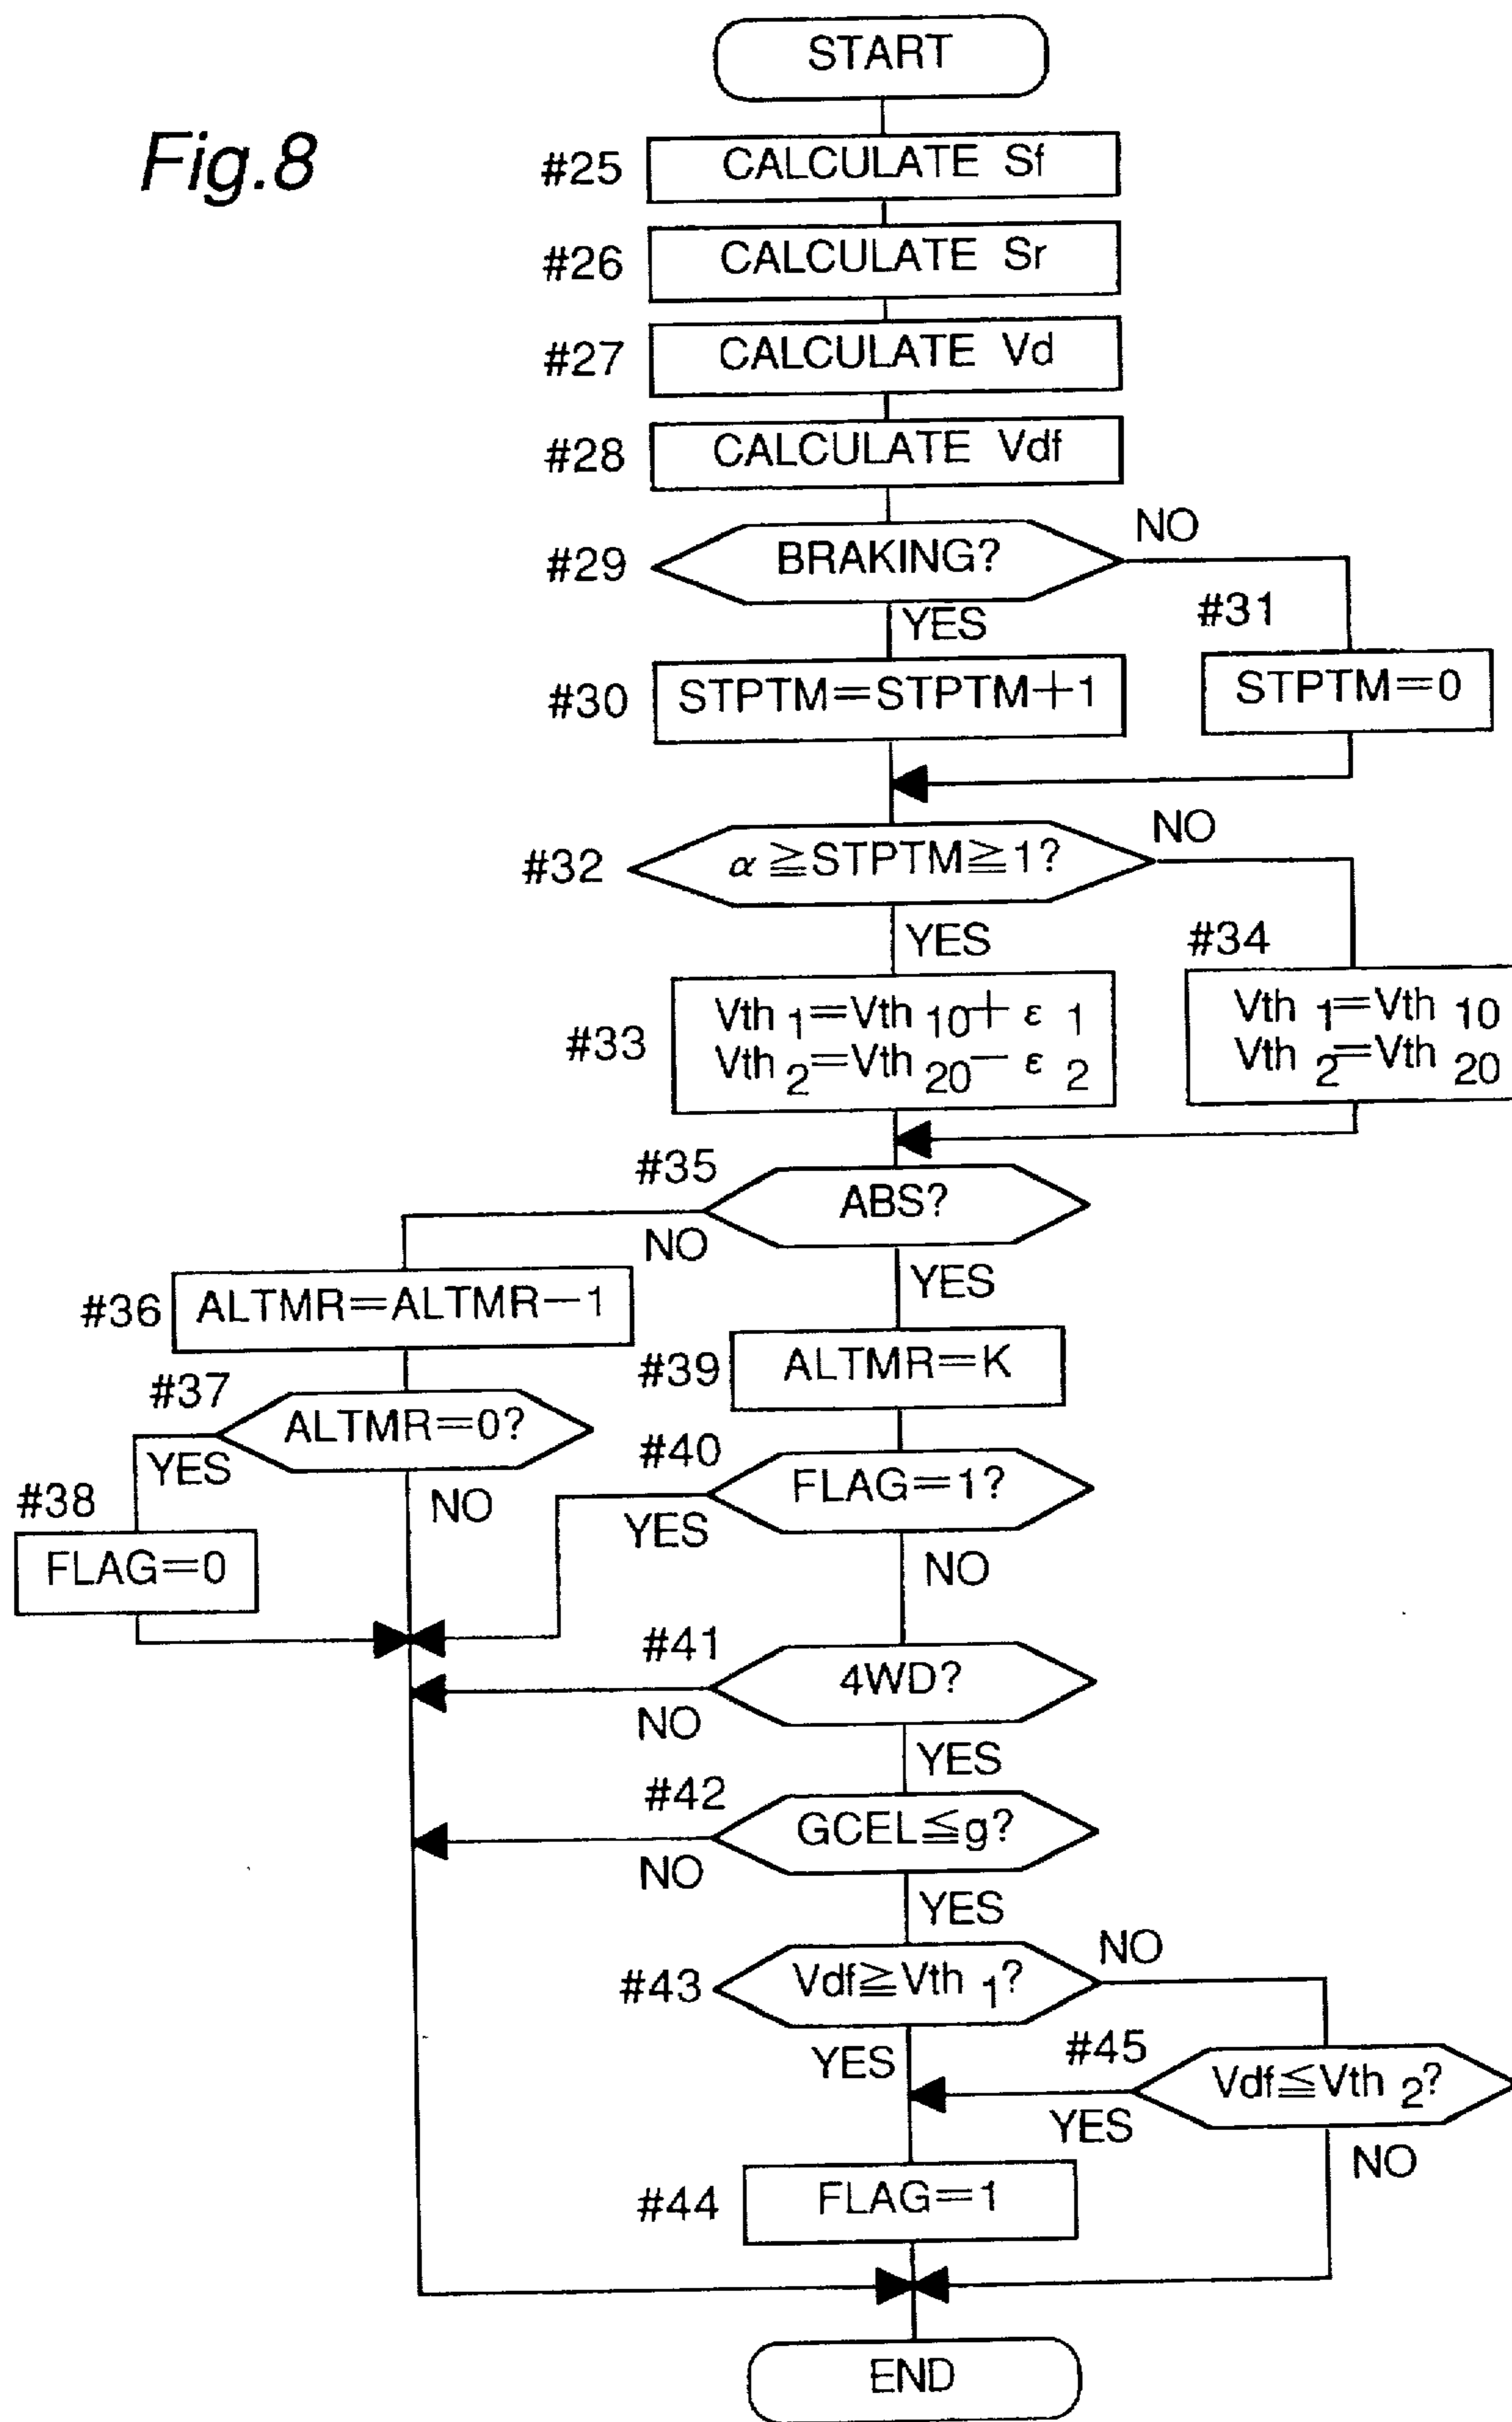 Fig.8
START
#25 CALCULATE Sf
#26 CALCULATE Sr
#27 CALCULATE Vd
#28 CALCULATE Vdf
#29 BRAKING? NO
YES
#31
#30 STPTM=STPTM+1
STPTM=0
#32 α≧STPTM≧1? NO
YES
#34
#33
Vth 1=Vth 10+ ε 1
Vth 2=Vth 20− ε 2
Vth 1=Vth 10
Vth 2=Vth 20
#35 ABS?
NO
YES
#36 ALTMR=ALTMR−1
#39 ALTMR=K
#37 ALTMR=0?
YES
NO
#38 FLAG=0
#40 FLAG=1?
YES
NO
#41 4WD?
NO
YES
#42 GCEL≦g?
NO
YES
#43 Vdf≧Vth 1? NO
YES
#45 Vdf≦Vth 2?
YES
NO
#44 FLAG=1
END